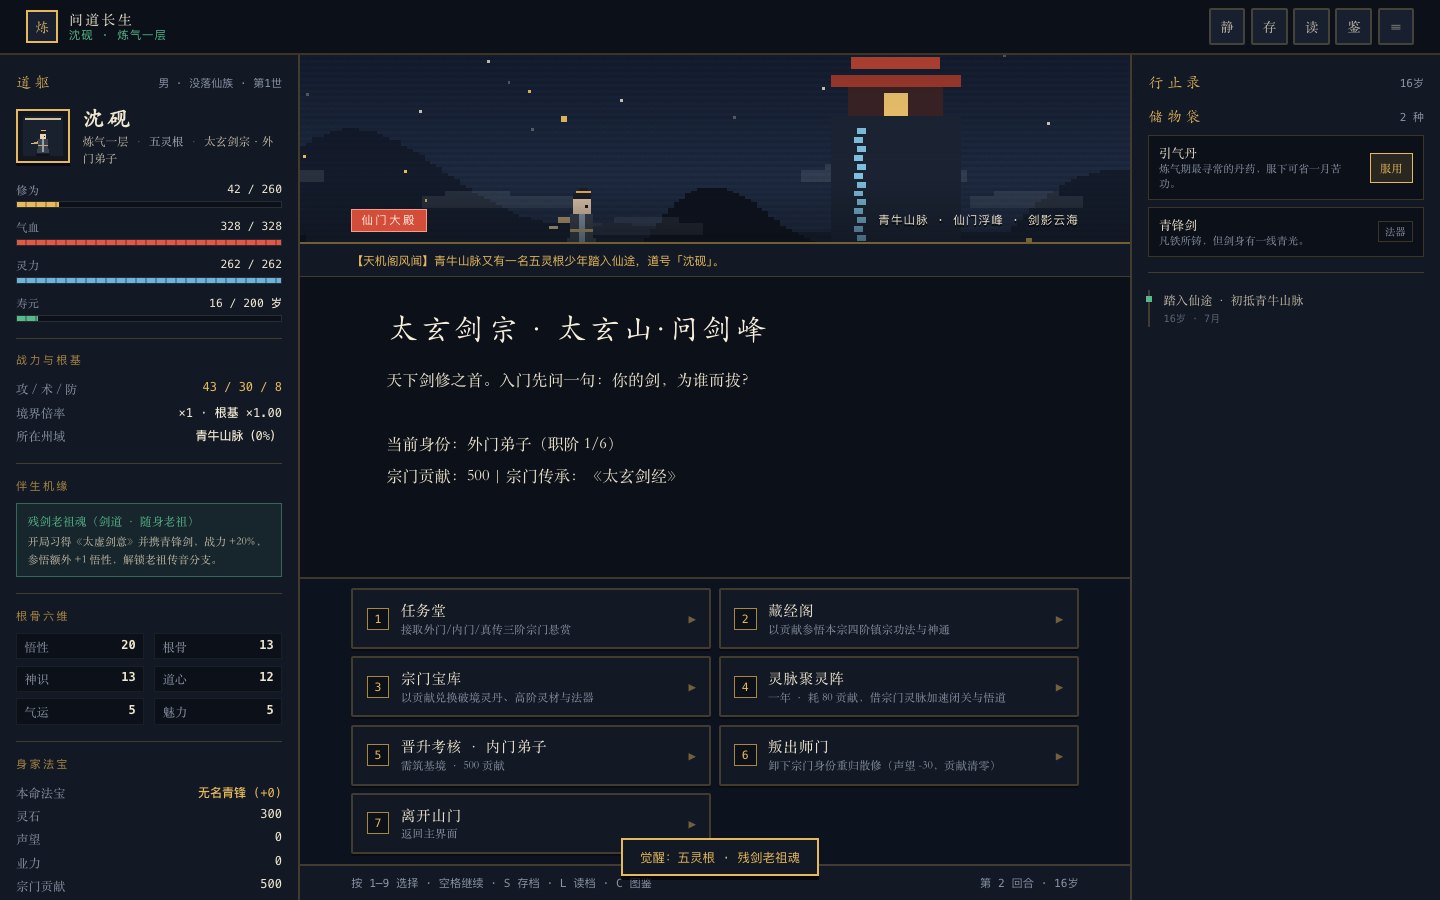 炼
问道长生
沈砚 · 炼气一层
静 存 读 鉴 ≡
道躯
男 · 没落仙族 · 第1世
沈砚
炼气一层 · 五灵根 · 太玄剑宗 · 外
门弟子
修为 42 / 260
气血 328 / 328
灵力 262 / 262
寿元 16 / 200 岁
战力与根基
攻 / 术 / 防 43 / 30 / 8
境界倍率 ×1 · 根基 ×1.00
所在州域 青牛山脉 (0%)
伴生机缘
残剑老祖魂（剑道 · 随身老祖）
开局习得《太虚剑意》并携青锋剑，战力 +20%，
参悟额外 +1 悟性，解锁老祖传音分支。
根骨六维
悟性 20 根骨 13
神识 13 道心 12
气运 5 魅力 5
身家法宝
本命法宝 无名青锋 (+0)
灵石 300
声望 0
业力 0
宗门贡献 500
仙门大殿
青牛山脉 · 仙门浮峰 · 剑影云海
【天机阁风闻】青牛山脉又有一名五灵根少年踏入仙途，道号「沈砚」。
太玄剑宗 · 太玄山·问剑峰
天下剑修之首。入门先问一句：你的剑，为谁而拔？
当前身份：外门弟子（职阶 1/6）
宗门贡献：500 | 宗门传承：《太玄剑经》
1 任务堂 ▶
接取外门/内门/真传三阶宗门悬赏
2 藏经阁 ▶
以贡献参悟本宗四阶镇宗功法与神通
3 宗门宝库 ▶
以贡献兑换破境灵丹、高阶灵材与法器
4 灵脉聚灵阵 ▶
一年 · 耗 80 贡献，借宗门灵脉加速闭关与悟道
5 晋升考核 · 内门弟子 ▶
需筑基境 · 500 贡献
6 叛出师门 ▶
卸下宗门身份重归散修（声望 -30，贡献清零）
7 离开山门 ▶
返回主界面
觉醒：五灵根 · 残剑老祖魂
按 1—9 选择 · 空格继续 · S 存档 · L 读档 · C 图鉴
第 2 回合 · 16岁
行止录 16岁
储物袋 2 种
引气丹
炼气期最寻常的丹药，服下可省一月苦
功。
服用
青锋剑
凡铁所铸，但剑身有一线青光。
法器
踏入仙途 · 初抵青牛山脉
16岁 · 7月